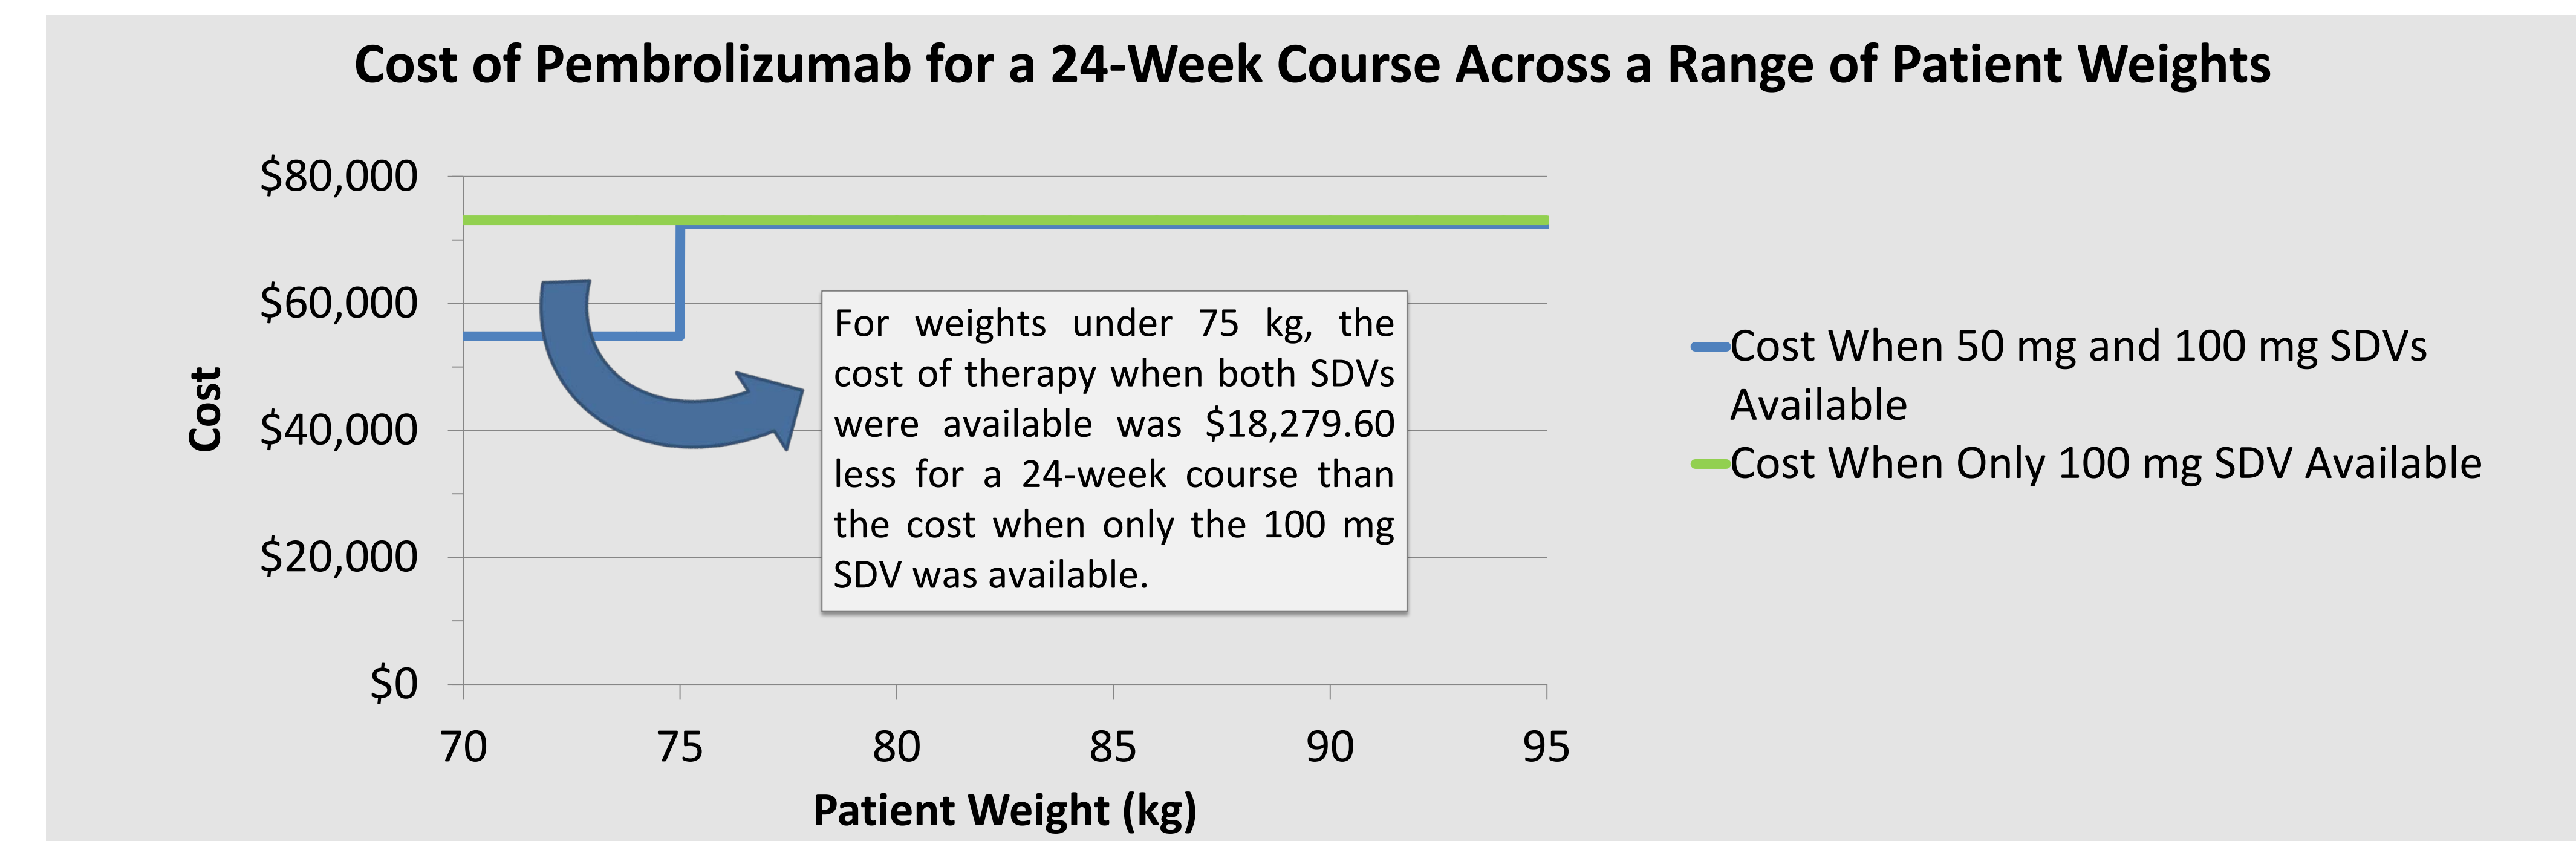 Cost of Pembrolizumab for a 24-Week Course Across a Range of Patient Weights
$80,000
$60,000
$40,000
$20,000
$0
Cost
For weights under 75 kg, the
cost of therapy when both SDVs
were available was $18,279.60
less for a 24-week course than
the cost when only the 100 mg
SDV was available.
70 75 80 85 90 95
Patient Weight (kg)
Cost When 50 mg and 100 mg SDVs
Available
Cost When Only 100 mg SDV Available